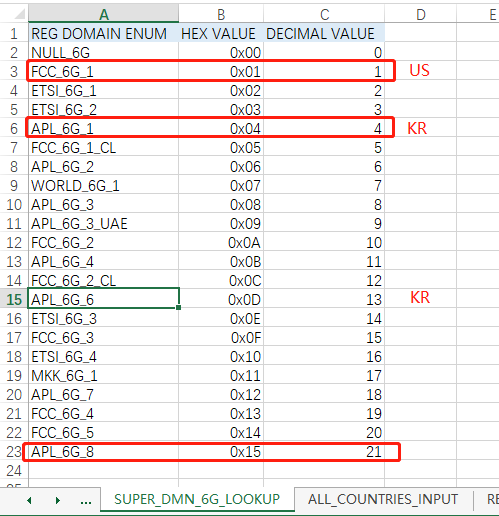 A B C D E
1 REG DOMAIN ENUM HEX VALUE DECIMAL VALUE
2 NULL_6G 0x00 0
3 FCC_6G_1 0x01 1 US
4 ETSI_6G_1 0x02 2
5 ETSI_6G_2 0x03 3
6 APL_6G_1 0x04 4 KR
7 FCC_6G_1_CL 0x05 5
8 APL_6G_2 0x06 6
9 WORLD_6G_1 0x07 7
10 APL_6G_3 0x08 8
11 APL_6G_3_UAE 0x09 9
12 FCC_6G_2 0x0A 10
13 APL_6G_4 0x0B 11
14 FCC_6G_2_CL 0x0C 12
15 APL_6G_6 0x0D 13 KR
16 ETSI_6G_3 0x0E 14
17 FCC_6G_3 0x0F 15
18 ETSI_6G_4 0x10 16
19 MKK_6G_1 0x11 17
20 APL_6G_7 0x12 18
21 FCC_6G_4 0x13 19
22 FCC_6G_5 0x14 20
23 APL_6G_8 0x15 21
24
... SUPER_DMN_6G_LOOKUP ALL_COUNTRIES_INPUT RE